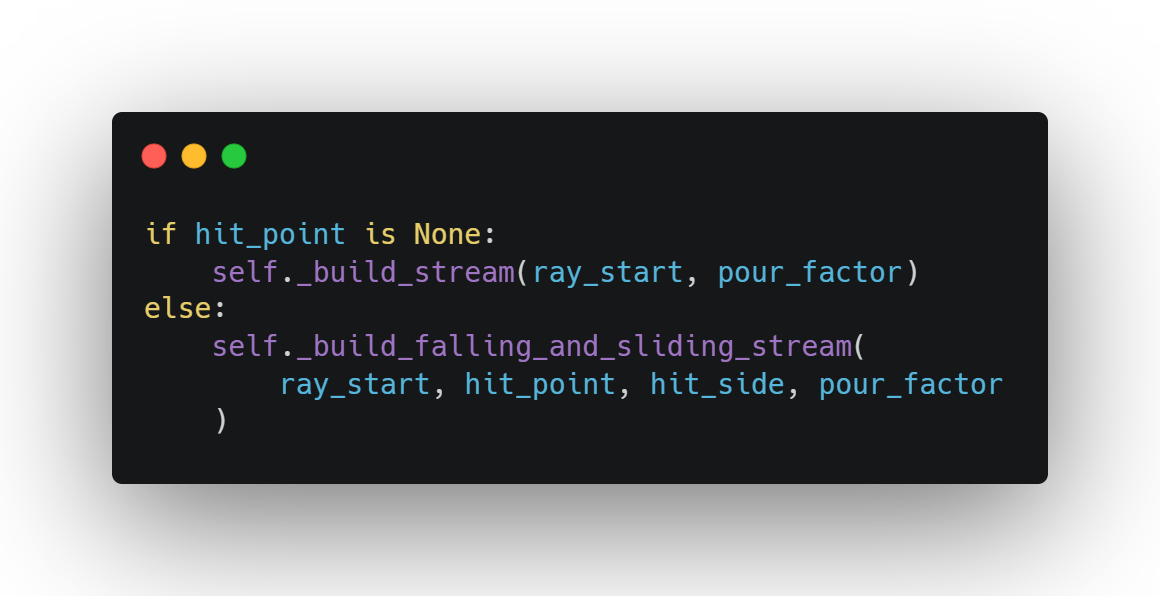 if hit_point is None:
    self._build_stream(ray_start, pour_factor)
else:
    self._build_falling_and_sliding_stream(
        ray_start, hit_point, hit_side, pour_factor
    )